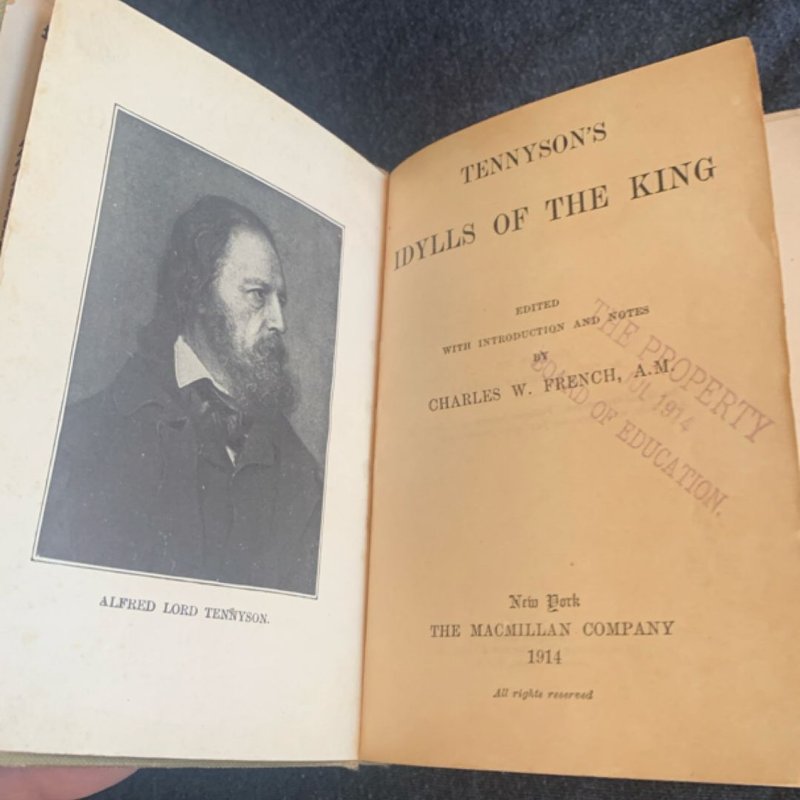 ALFRED LORD TENNYSON.
TENNYSON'S
IDYLLS OF THE KING
EDITED
WITH INTRODUCTION AND NOTES
BY
CHARLES W. FRENCH, A.M.
THE PROPERTY
1914
BOARD OF EDUCATION.
New York
THE MACMILLAN COMPANY
1914
All rights reserved